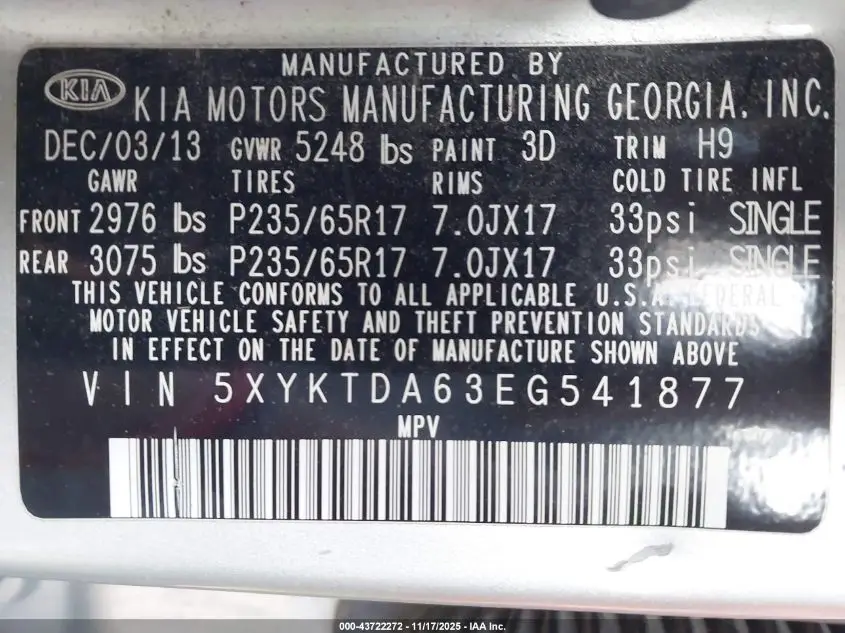 MANUFACTURED BY
KIA KIA MOTORS MANUFACTURING GEORGIA, INC.
DEC/03/13 GVWR 5248 lbs PAINT 3D TRIM H9
GAWR TIRES RIMS COLD TIRE INFL
FRONT 2976 lbs P235/65R17 7.0JX17 33psi SINGLE
REAR 3075 lbs P235/65R17 7.0JX17 33psi SINGLE
THIS VEHICLE CONFORMS TO ALL APPLICABLE U.S.A. FEDERAL
MOTOR VEHICLE SAFETY AND THEFT PREVENTION STANDARDS
IN EFFECT ON THE DATE OF MANUFACTURE SHOWN ABOVE
VIN 5XYKTDA63EG541877
MPV
000-43722272 - 11/17/2025 - IAA Inc.